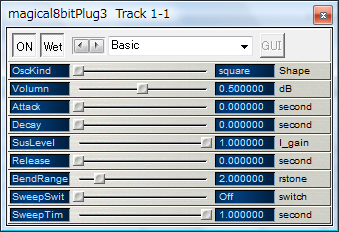 magical8bitPlug3 Track 1-1
ON Wet Basic GUI
OscKind square Shape
Volumn 0.500000 dB
Attack 0.000000 second
Decay 0.000000 second
SusLevel 1.000000 l_gain
Release 0.000000 second
BendRange 2.000000 rstone
SweepSwit Off switch
SweepTim 1.000000 second